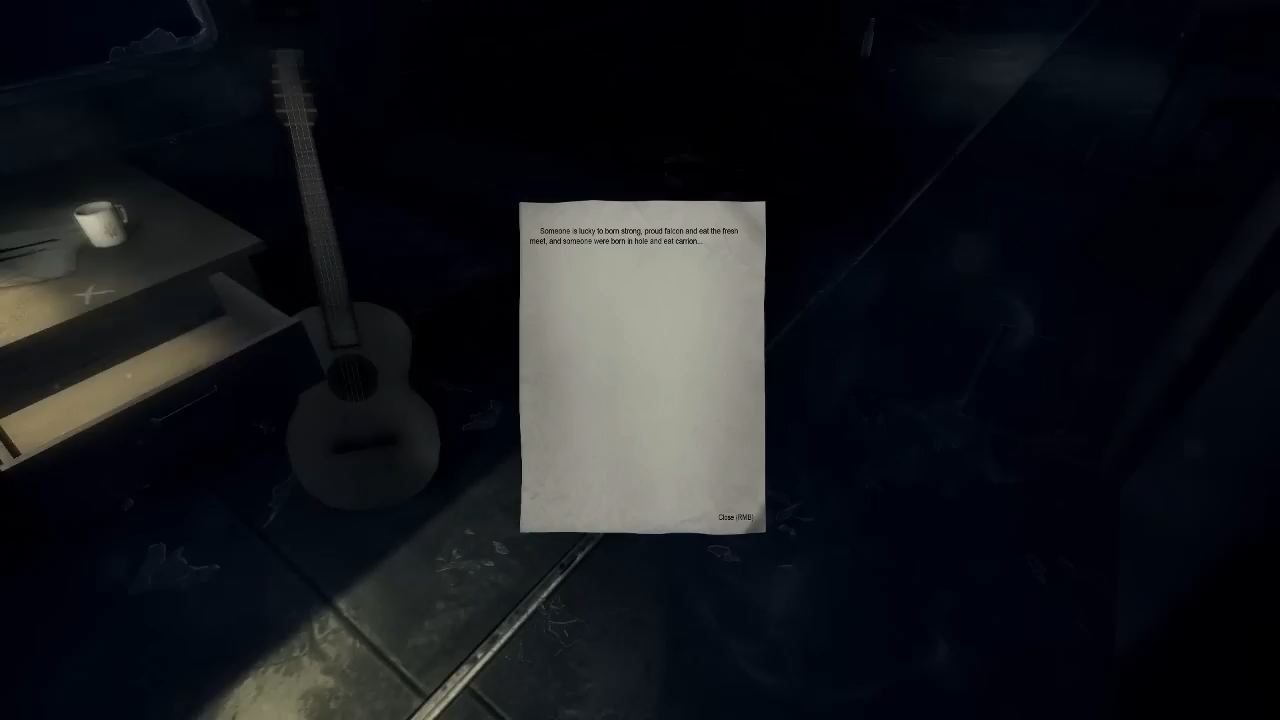 Someone is lucky to born strong, proud falcon and eat the fresh
meet, and someone were born in hole and eat carrion...
Close (RMB)